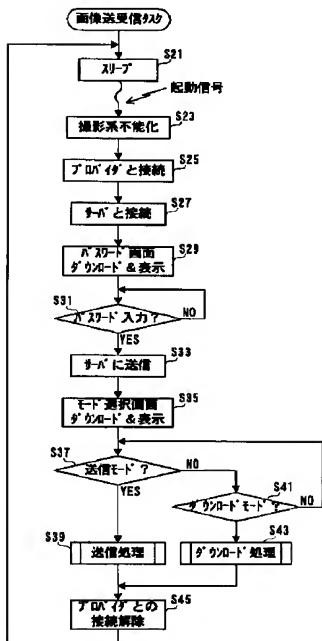 画像送受信タスク
S21
スリープ
起動信号
S23
撮影系不能化
S25
プロバイダと接続
S27
サーバと接続
S29
パスワード画面
ダウンロード&表示
S31
パスワード入力?
NO
YES
S33
サーバに送信
S35
モード選択画面
ダウンロード&表示
S37
送信モード?
NO
YES
S41
ダウンロードモード?
NO
YES
S39
送信処理
S43
ダウンロード処理
S45
プロバイダとの
接続解除